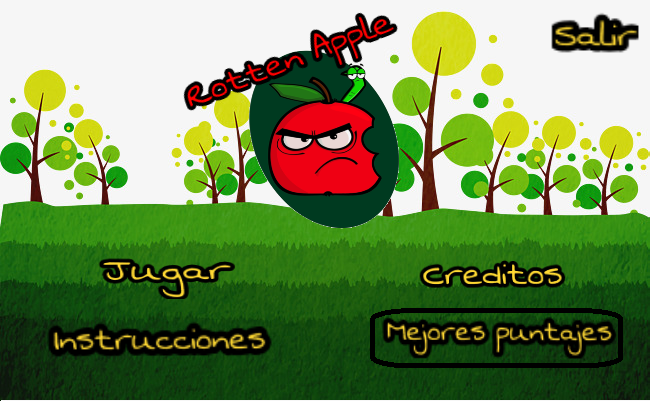 Rotten Apple
Salir
Jugar
Creditos
Instrucciones
Mejores puntajes